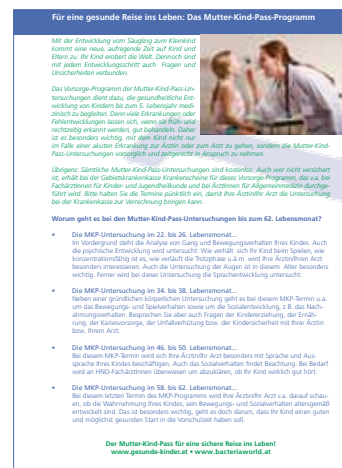 Für eine gesunde Reise ins Leben: Das Mutter-Kind-Pass-Programm
Mit der Entwicklung vom Säugling zum Kleinkind
kommt eine neue, aufregende Zeit auf Kind und
Eltern zu: Ihr Kind erobert die Welt. Dennoch sind
mit jedem Entwicklungsschritt auch Fragen und
Unsicherheiten verbunden.
Das Vorsorge-Programm der Mutter-Kind-Pass-Un-
tersuchungen dient dazu, die gesundheitliche Ent-
wicklung von Kindern bis zum 5. Lebensjahr medi-
zinisch zu begleiten. Denn viele Erkrankungen oder
Fehlentwicklungen lassen sich, wenn sie früh- und
rechtzeitig erkannt werden, gut behandeln. Daher
ist es besonders wichtig, mit dem Kind nicht nur
im Falle einer akuten Erkrankung zur Ärztin oder zum Arzt zu gehen, sondern die Mutter-Kind-
Pass-Untersuchungen vorsorglich und zeitgerecht in Anspruch zu nehmen.
Übrigens: Sämtliche Mutter-Kind-Pass-Untersuchungen sind kostenlos. Auch wer nicht versichert
ist, erhält bei der Gebietskrankenkasse Krankenscheine für dieses Vorsorge-Programm, das v.a. bei
FachärztInnen für Kinder- und Jugendheilkunde und bei ÄrztInnen für Allgemeinmedizin durchge-
führt wird. Bitte halten Sie die Termine pünktlich ein, damit Ihre Ärztin/Ihr Arzt die Untersuchung
bei der Krankenkasse zur Verrechnung bringen kann.
Worum geht es bei den Mutter-Kind-Pass-Untersuchungen bis zum 62. Lebensmonat?
• Die MKP-Untersuchung im 22. bis 26. Lebensmonat...
Im Vordergrund steht die Analyse von Gang und Bewegungsverhalten Ihres Kindes. Auch
die psychische Entwicklung wird untersucht: Wie verhält sich Ihr Kind beim Spielen, wie
konzentrationsfähig ist es, wie verläuft die Trotzphase u.ä.m. wird Ihre Ärztin/Ihren Arzt
besonders interessieren. Auch die Untersuchung der Augen ist in diesem Alter besonders
wichtig. Ferner wird bei dieser Untersuchung die Sprachentwicklung untersucht.
• Die MKP-Untersuchung im 34. bis 38. Lebensmonat...
Neben einer gründlichen körperlichen Untersuchung geht es bei diesem MKP-Termin v.a.
um das Bewegungs- und Spielverhalten sowie um die Sozialentwicklung, z.B. das Nach-
ahmungsverhalten. Besprechen Sie aber auch Fragen der Kindererziehung, der Ernäh-
rung, der Kariesvorsorge, der Unfallverhütung bzw. der Kindersicherheit mit Ihrer Ärztin
bzw. Ihrem Arzt.
• Die MKP-Untersuchung im 46. bis 50. Lebensmonat...
Bei diesem MKP-Termin wird sich Ihre Ärztin/Ihr Arzt besonders mit Sprache und Aus-
sprache Ihres Kindes beschäftigen. Auch das Sozialverhalten findet Beachtung. Bei Bedarf
wird an HNO-FachärztInnen überwiesen um abzuklären, ob Ihr Kind wirklich gut hört.
• Die MKP-Untersuchung im 58. bis 62. Lebensmonat...
Bei diesem letzten Termin des MKP-Programms wird Ihre Ärztin/Ihr Arzt v.a. darauf schau-
en, ob die Wahrnehmung Ihres Kindes, sein Bewegungs- und Sozialverhalten altersgemäß
entwickelt sind. Das ist besonders wichtig, geht es doch darum, dass Ihr Kind einen guten
und möglichst gesunden Start in die Vorschulzeit haben soll.
Der Mutter-Kind-Pass für eine sichere Reise ins Leben!
www.gesunde-kinder.at • www.bacteriaworld.at